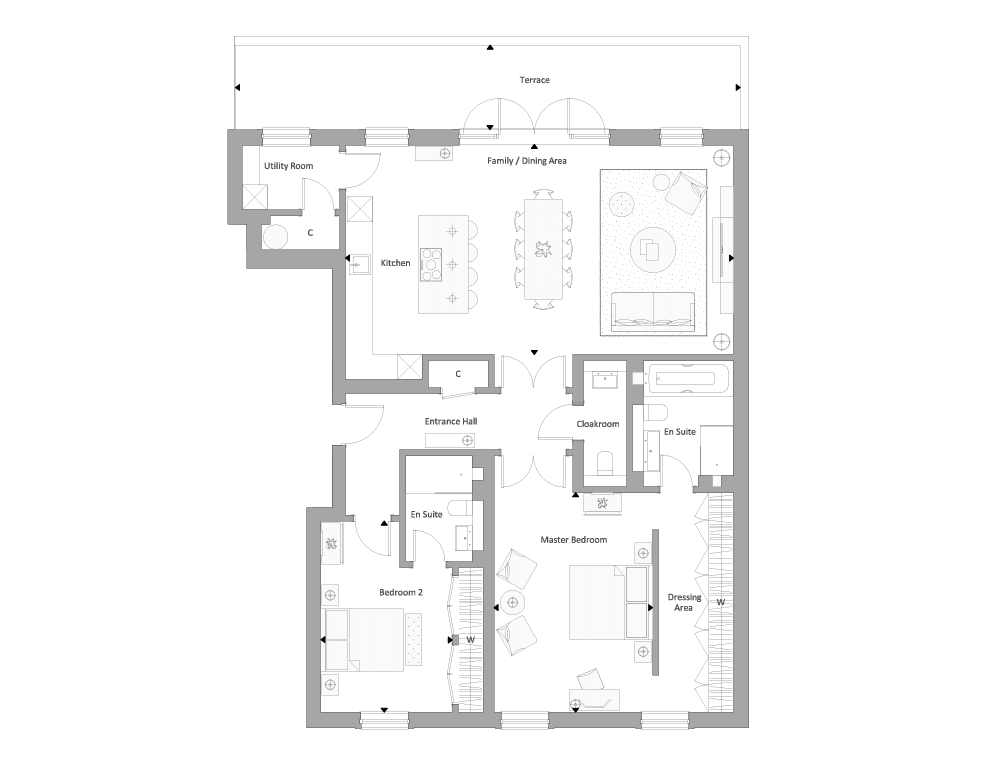 Terrace
Family / Dining Area
Utility Room
C
Kitchen
C
Entrance Hall
Cloakroom
En Suite
En Suite
Master Bedroom
Bedroom 2
Dressing
Area
W
W